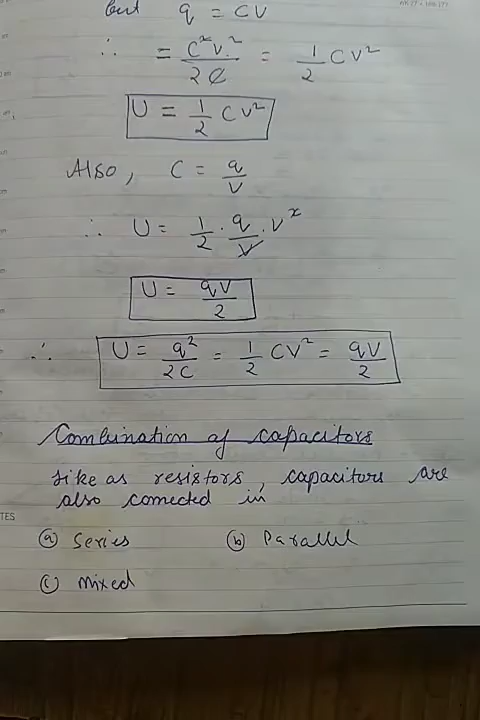 but q = CV
∴ = C²V²/2C = 1/2 CV²
U = 1/2 CV²
Also, C = q/V
∴ U = 1/2 · q/V · V²
U = qV/2
∴ U = q²/2C = 1/2 CV² = qV/2
Combination of capacitors
like as resistors, capacitors are
also connected in
TES
(a) Series (b) Parallel
(c) Mixed